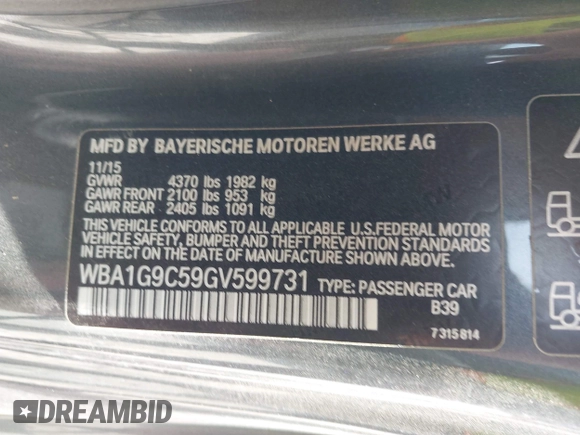 MFD BY BAYERISCHE MOTOREN WERKE AG
11/15
GVWR 4370 lbs 1982 kg
GAWR FRONT 2100 lbs 953 kg
GAWR REAR 2405 lbs 1091 kg
THIS VEHICLE CONFORMS TO ALL APPLICABLE U.S.FEDERAL MOTOR
VEHICLE SAFETY, BUMPER AND THEFT PREVENTION
STANDARDS IN EFFECT ON THE DATE OF MANUFACTURE SHOWN ABOVE.
WBA1G9C59GV599731 TYPE: PASSENGER CAR
B39
7315814
DREAMBID